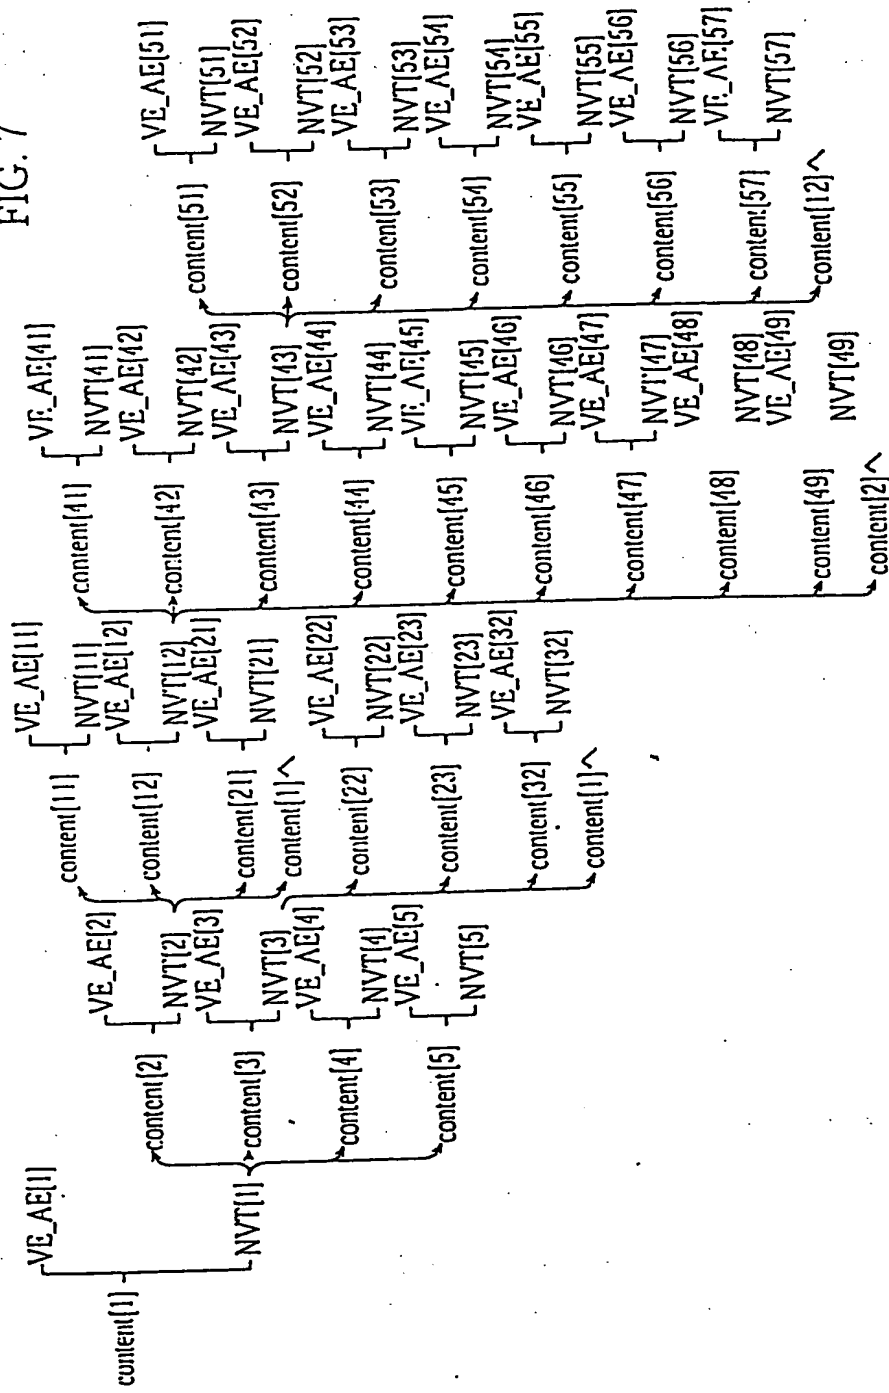 FIG. 7
content[1]
VE_AE[1]
NVT[1]
content[2]
content[3]
content[4]
content[5]
VE_AE[2]
NVT[2]
VE_AE[3]
NVT[3]
VE_AE[4]
NVT[4]
VE_AE[5]
NVT[5]
content[11]
content[12]
content[21]
content[1]^
content[22]
content[23]
content[32]
content[1]^
VE_AE[11]
NVT[11]
VE_AE[12]
NVT[12]
VE_AE[21]
NVT[21]
VE_AE[22]
NVT[22]
VE_AE[23]
NVT[23]
VE_AE[32]
NVT[32]
content[41]
content[42]
content[43]
content[44]
content[45]
content[46]
content[47]
content[48]
content[49]
content[2]^
VE_AE[41]
NVT[41]
VE_AE[42]
NVT[42]
VE_AE[43]
NVT[43]
VE_AE[44]
NVT[44]
VE_AE[45]
NVT[45]
VE_AE[46]
NVT[46]
VE_AE[47]
NVT[47]
VE_AE[48]
NVT[48]
VE_AE[49]
NVT[49]
content[51]
content[52]
content[53]
content[54]
content[55]
content[56]
content[57]
content[12]^
VE_AE[51]
NVT[51]
VE_AE[52]
NVT[52]
VE_AE[53]
NVT[53]
VE_AE[54]
NVT[54]
VE_AE[55]
NVT[55]
VE_AE[56]
NVT[56]
VE_AE[57]
NVT[57]